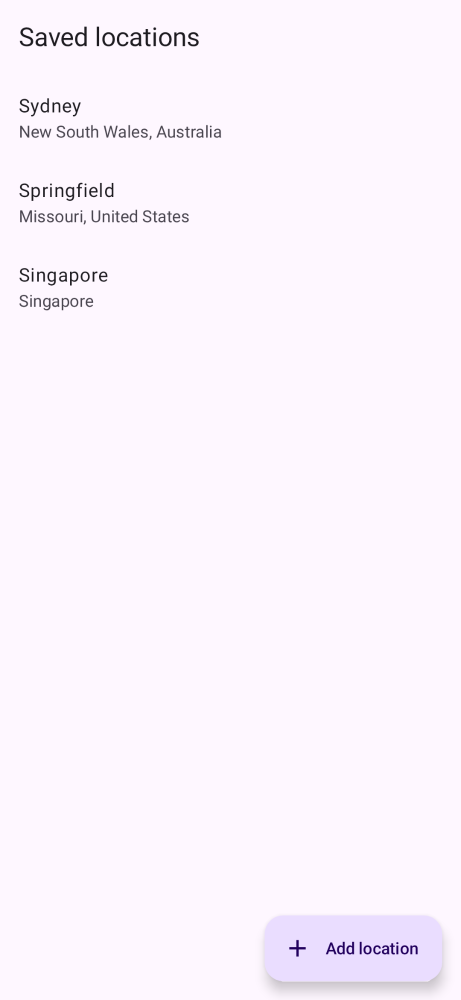 Saved locations
Sydney
New South Wales, Australia
Springfield
Missouri, United States
Singapore
Singapore
Add location